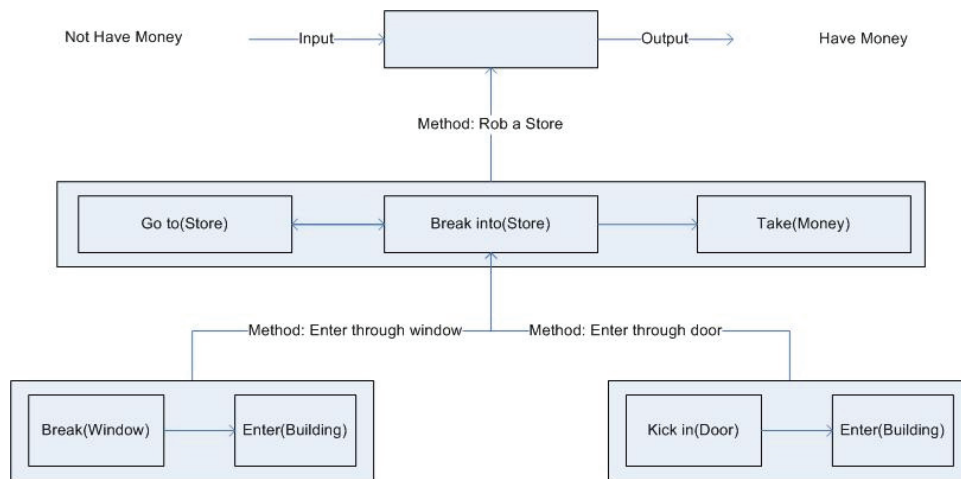 Not Have Money
Input
Output
Have Money
Method: Rob a Store
Go to(Store)
Break into(Store)
Take(Money)
Method: Enter through window
Method: Enter through door
Break(Window)
Enter(Building)
Kick in(Door)
Enter(Building)